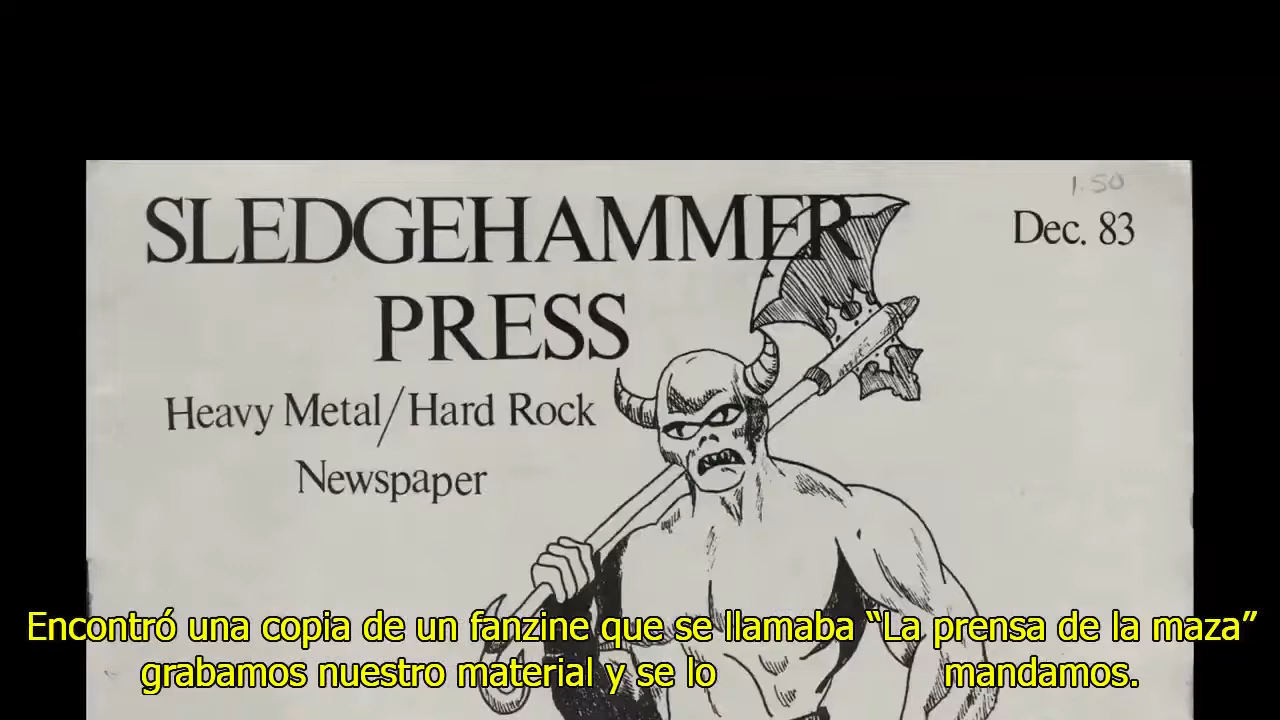 1.50
SLEDGEHAMMER
Dec. 83
PRESS
Heavy Metal/Hard Rock
Newspaper
Encontró una copia de un fanzine que se llamaba “La prensa de la maza”
grabamos nuestro material y se lo mandamos.